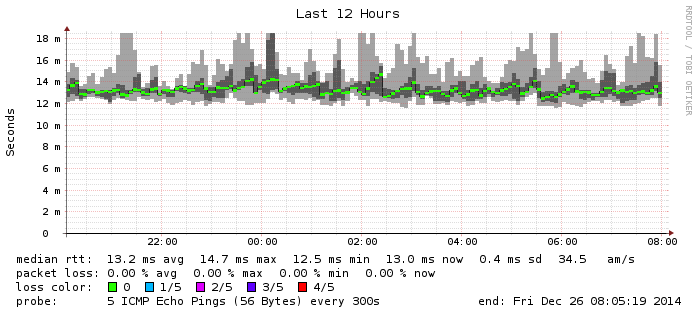 Last 12 Hours
RRDTOOL / TOBI OETIKER
Seconds
18 m
16 m
14 m
12 m
10 m
8 m
6 m
4 m
2 m
0
22:00 00:00 02:00 04:00 06:00 08:00
median rtt: 13.2 ms avg 14.7 ms max 12.5 ms min 13.0 ms now 0.4 ms sd 34.5 am/s
packet loss: 0.00 % avg 0.00 % max 0.00 % min 0.00 % now
loss color: 0 1/5 2/5 3/5 4/5
probe: 5 ICMP Echo Pings (56 Bytes) every 300s end: Fri Dec 26 08:05:19 2014